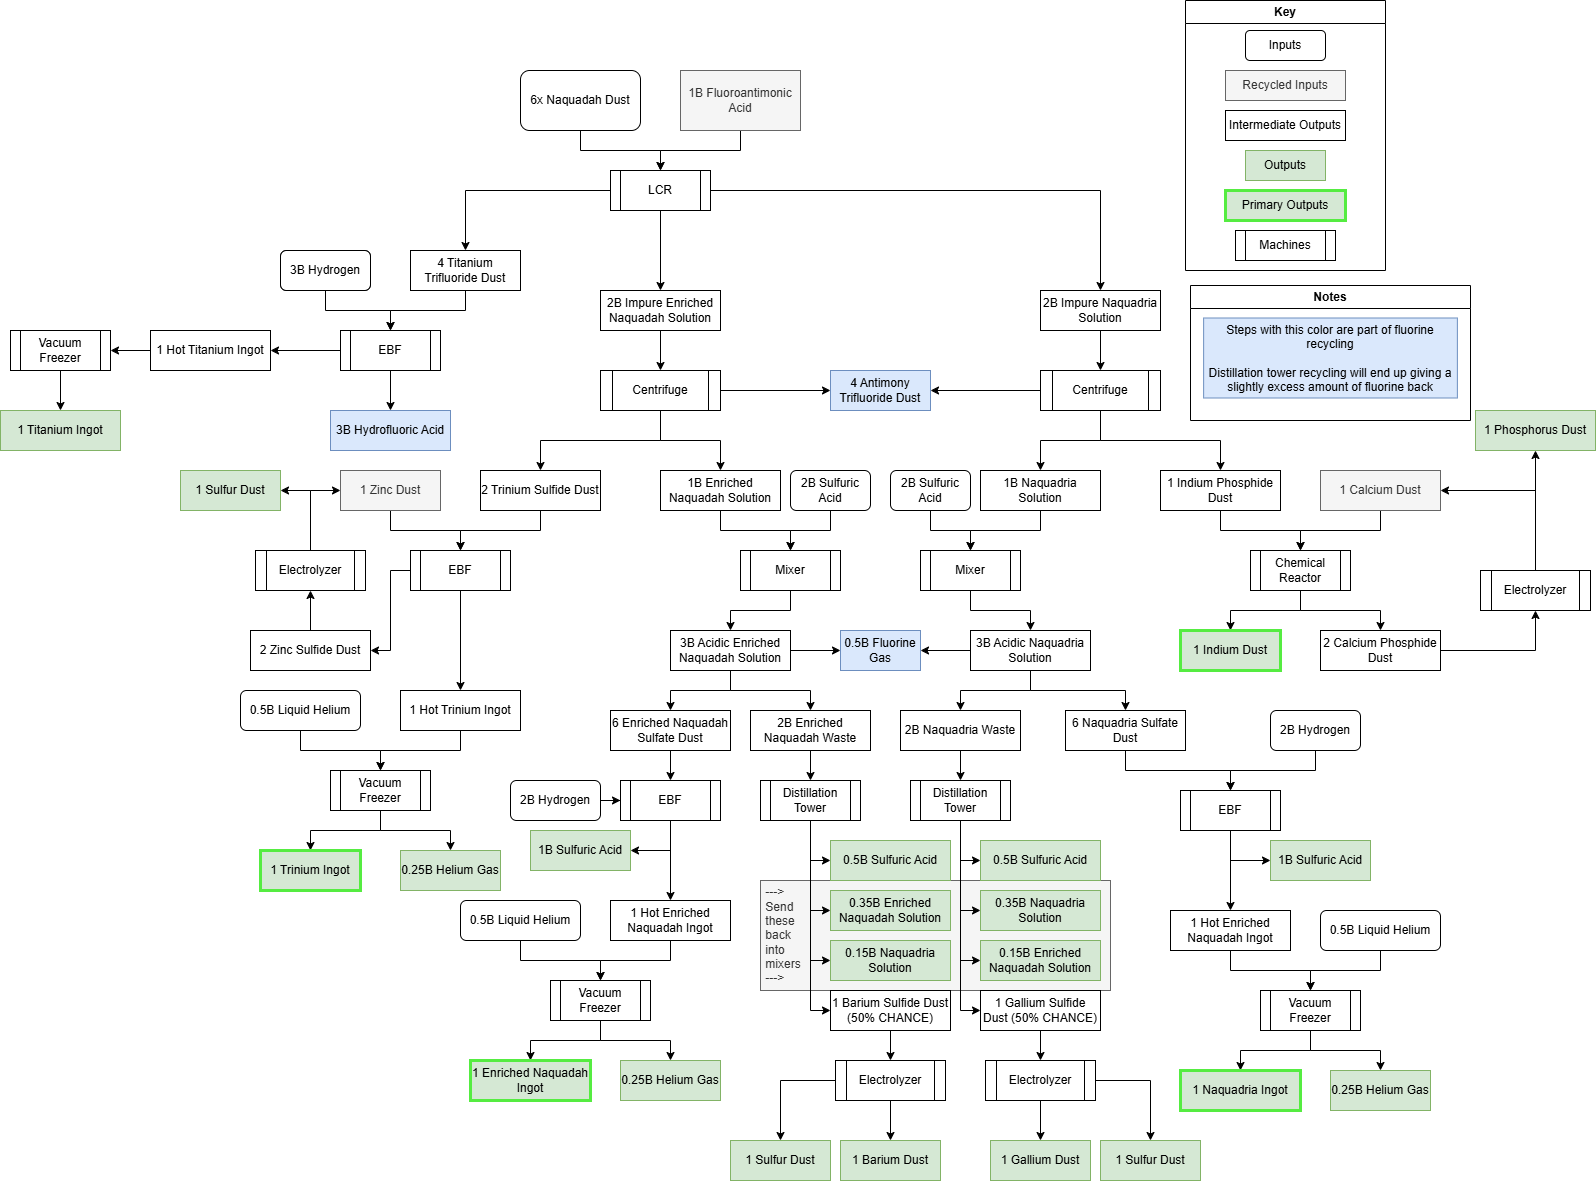 Key
Inputs
Recycled Inputs
Intermediate Outputs
Outputs
Primary Outputs
Machines
6x Naquadah Dust
1B Fluoroantimonic
Acid
LCR
3B Hydrogen
4 Titanium
Trifluoride Dust
2B Impure Enriched
Naquadah Solution
2B Impure Naquadria
Solution
Notes
Steps with this color are part of fluorine
recycling
Distillation tower recycling will end up giving a
slightly excess amount of fluorine back
Vacuum
Freezer
1 Hot Titanium Ingot
EBF
Centrifuge
4 Antimony
Trifluoride Dust
Centrifuge
1 Titanium Ingot
3B Hydrofluoric Acid
1 Phosphorus Dust
1 Sulfur Dust
1 Zinc Dust
2 Trinium Sulfide Dust
1B Enriched
Naquadah Solution
2B Sulfuric
Acid
2B Sulfuric
Acid
1B Naquadria
Solution
1 Indium Phosphide
Dust
1 Calcium Dust
Electrolyzer
EBF
Mixer
Mixer
Chemical
Reactor
Electrolyzer
2 Zinc Sulfide Dust
3B Acidic Enriched
Naquadah Solution
0.5B Fluorine
Gas
3B Acidic Naquadria
Solution
1 Indium Dust
2 Calcium Phosphide
Dust
0.5B Liquid Helium
1 Hot Trinium Ingot
6 Enriched Naquadah
Sulfate Dust
2B Enriched
Naquadah Waste
2B Naquadria Waste
6 Naquadria Sulfate
Dust
2B Hydrogen
Vacuum
Freezer
2B Hydrogen
EBF
Distillation
Tower
Distillation
Tower
EBF
1 Trinium Ingot
0.25B Helium Gas
1B Sulfuric Acid
0.5B Sulfuric Acid
0.5B Sulfuric Acid
1B Sulfuric Acid
--->
Send
these
back
into
mixers
--->
0.35B Enriched
Naquadah Solution
0.35B Naquadria
Solution
0.15B Naquadria
Solution
0.15B Enriched
Naquadah Solution
0.5B Liquid Helium
1 Hot Enriched
Naquadah Ingot
1 Hot Enriched
Naquadah Ingot
0.5B Liquid Helium
Vacuum
Freezer
1 Barium Sulfide Dust
(50% CHANCE)
1 Gallium Sulfide
Dust (50% CHANCE)
Vacuum
Freezer
1 Enriched Naquadah
Ingot
0.25B Helium Gas
Electrolyzer
Electrolyzer
1 Naquadria Ingot
0.25B Helium Gas
1 Sulfur Dust
1 Barium Dust
1 Gallium Dust
1 Sulfur Dust